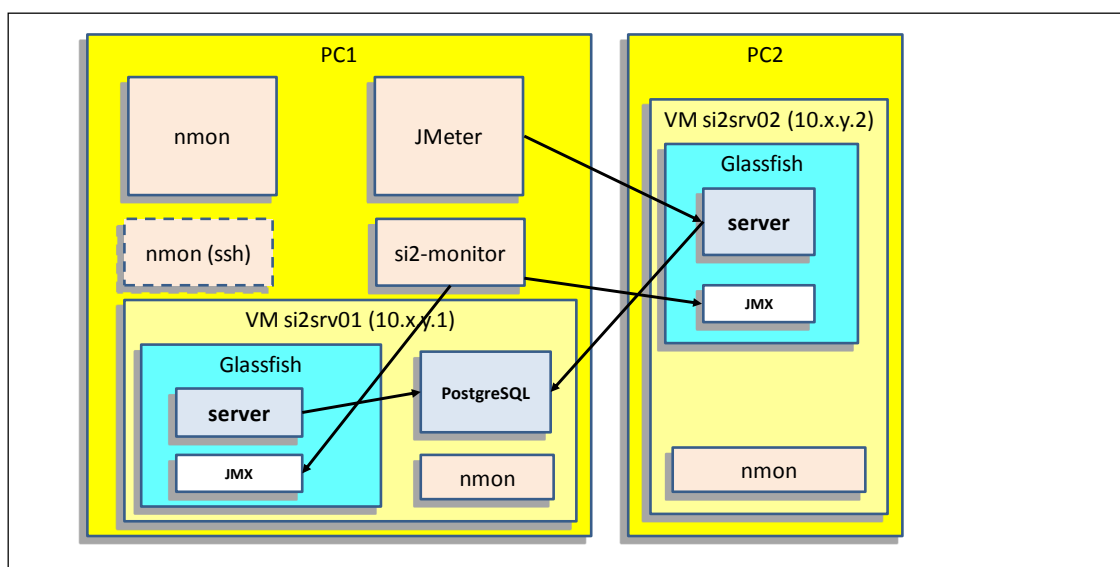 PC1
PC2
nmon
JMeter
VM si2srv02 (10.x.y.2)
Glassfish
server
nmon (ssh)
si2-monitor
JMX
VM si2srv01 (10.x.y.1)
Glassfish
server
PostgreSQL
JMX
nmon
nmon